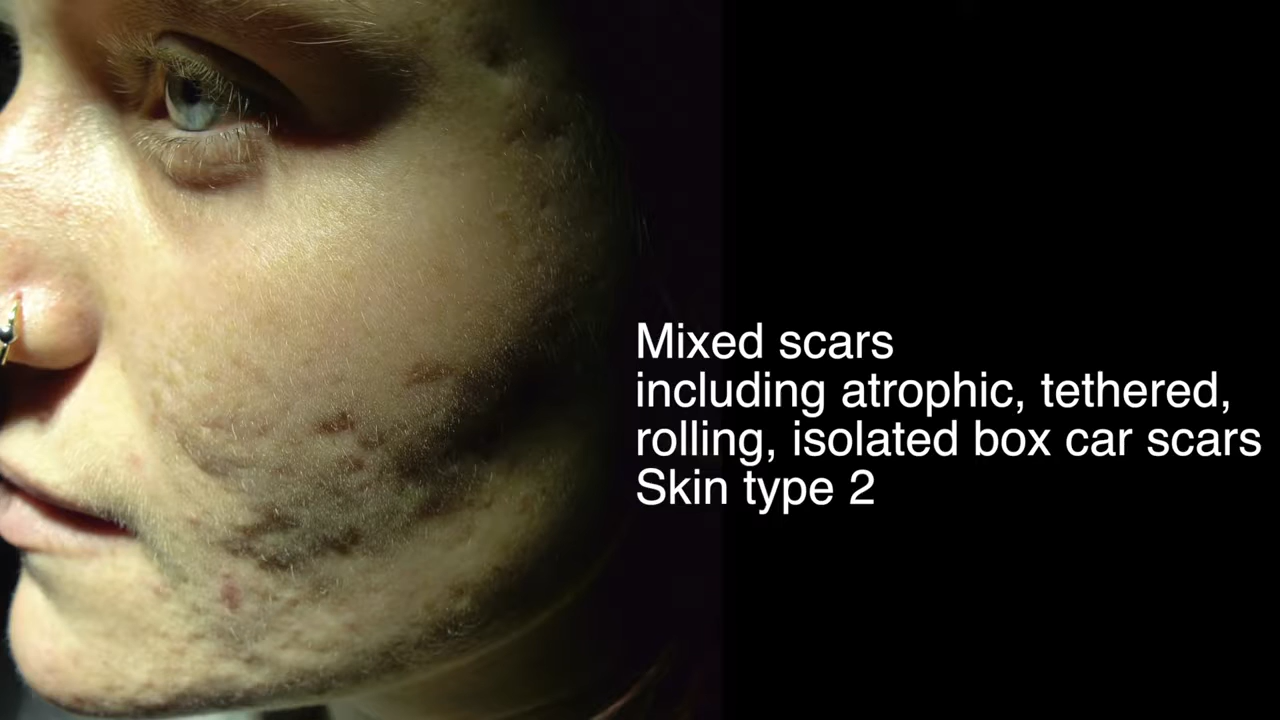 Mixed scars
including atrophic, tethered,
rolling, isolated box car scars
Skin type 2